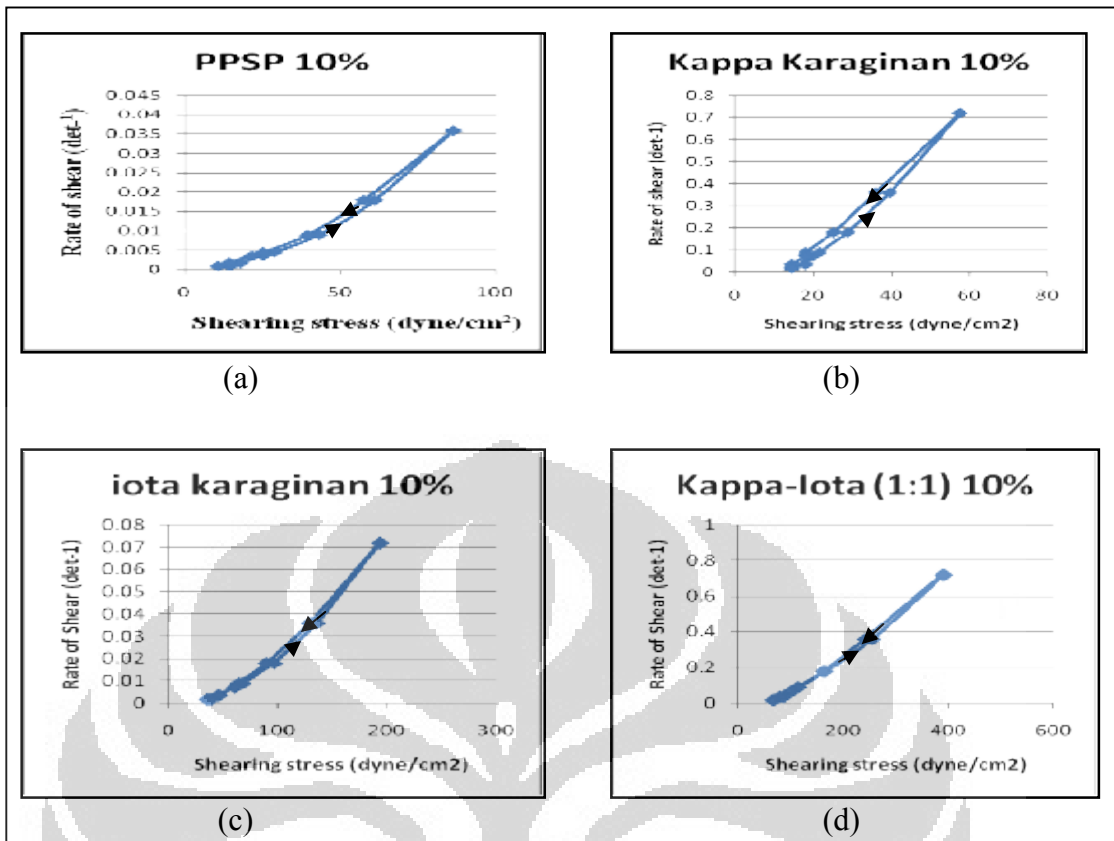 PPSP 10%
Rate of shear (det-1)
0.045
0.04
0.035
0.03
0.025
0.02
0.015
0.01
0.005
0
0 50 100
Shearing stress (dyne/cm²)
(a)
Kappa Karaginan 10%
Rate of shear (det-1)
0.8
0.7
0.6
0.5
0.4
0.3
0.2
0.1
0
0 20 40 60 80
Shearing stress (dyne/cm2)
(b)
iota karaginan 10%
Rate of Shear (det-1)
0.08
0.07
0.06
0.05
0.04
0.03
0.02
0.01
0
0 100 200 300
Shearing stress (dyne/cm2)
(c)
Kappa-Iota (1:1) 10%
Rate of Shear (det-1)
1
0.8
0.6
0.4
0.2
0
0 200 400 600
Shearing stress (dyne/cm2)
(d)